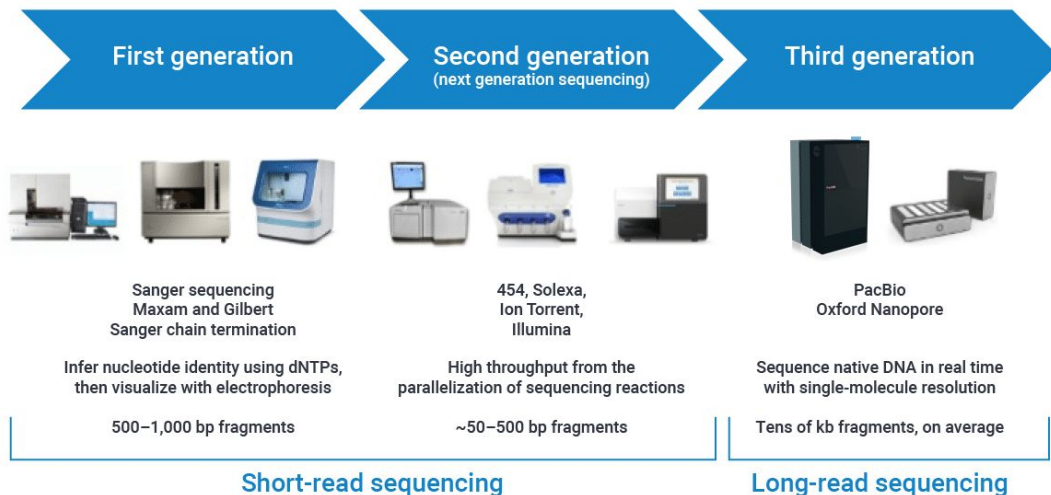 First generation
Second generation
(next generation sequencing)
Third generation
Sanger sequencing
Maxam and Gilbert
Sanger chain termination
454, Solexa,
Ion Torrent,
Illumina
PacBio
Oxford Nanopore
Infer nucleotide identity using dNTPs,
then visualize with electrophoresis
High throughput from the
parallelization of sequencing reactions
Sequence native DNA in real time
with single-molecule resolution
500–1,000 bp fragments
~50–500 bp fragments
Tens of kb fragments, on average
Short-read sequencing
Long-read sequencing